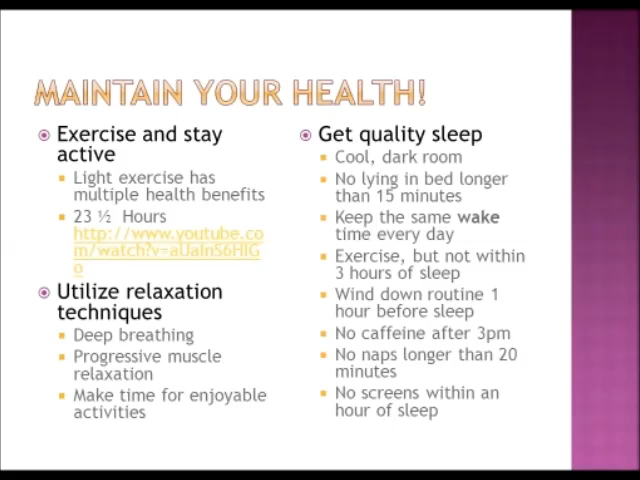 MAINTAIN YOUR HEALTH!
Exercise and stay
active
Light exercise has
multiple health benefits
23 ½ Hours
http://www.youtube.co
m/watch?v=aUaInS6HIG
o
Utilize relaxation
techniques
Deep breathing
Progressive muscle
relaxation
Make time for enjoyable
activities
Get quality sleep
Cool, dark room
No lying in bed longer
than 15 minutes
Keep the same wake
time every day
Exercise, but not within
3 hours of sleep
Wind down routine 1
hour before sleep
No caffeine after 3pm
No naps longer than 20
minutes
No screens within an
hour of sleep